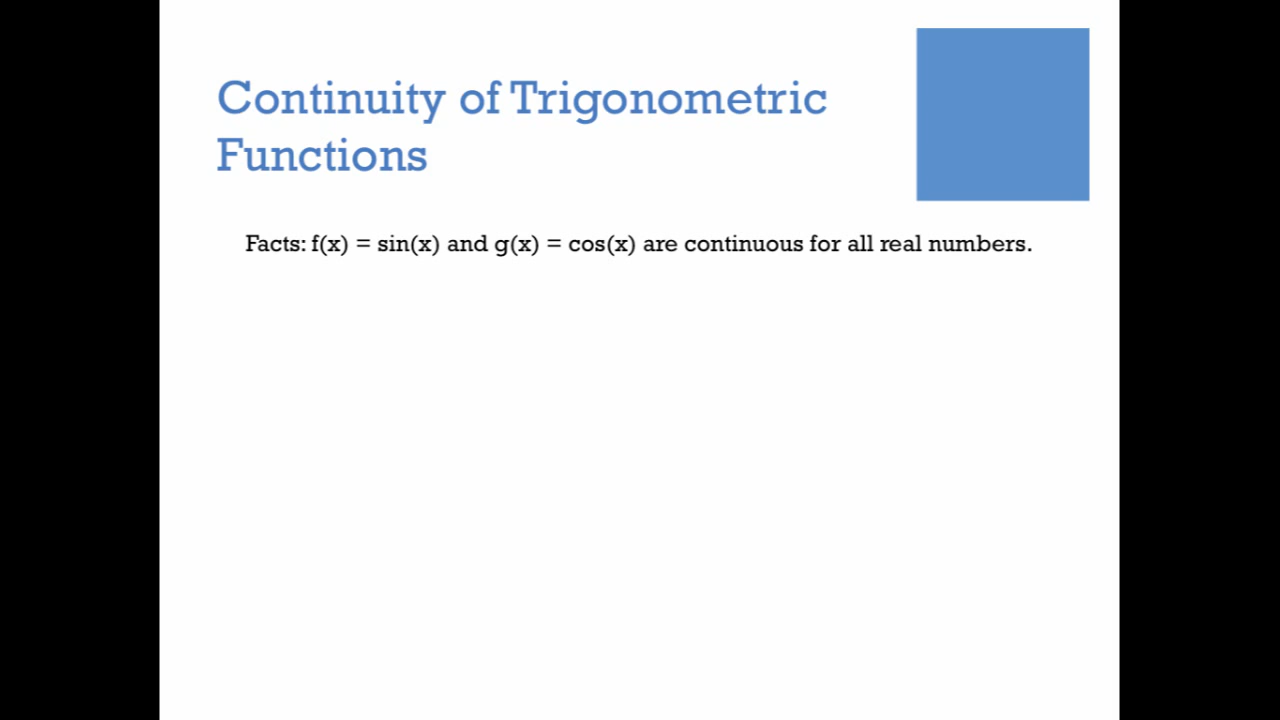 Continuity of Trigonometric
Functions
Facts: f(x) = sin(x) and g(x) = cos(x) are continuous for all real numbers.